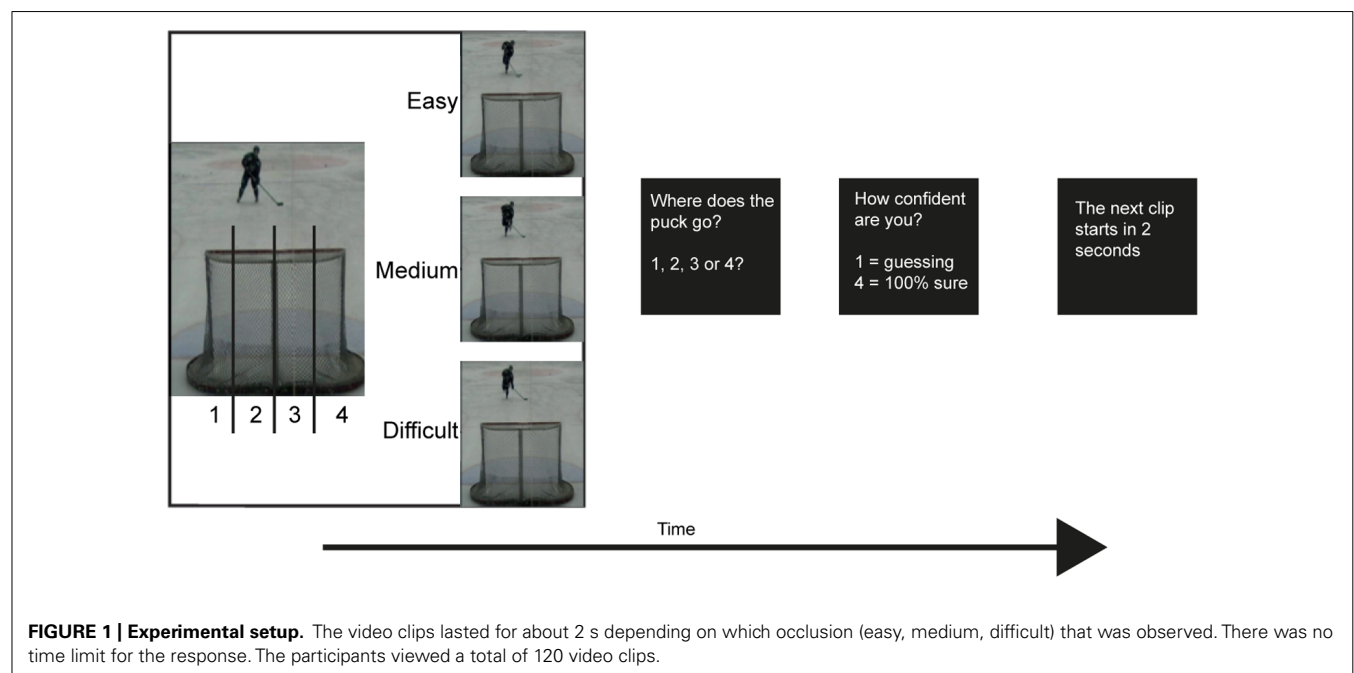 Easy
Medium
Difficult
1 2 3 4
Where does the
puck go?
1, 2, 3 or 4?
How confident
are you?
1 = guessing
4 = 100% sure
The next clip
starts in 2
seconds
Time
FIGURE 1 | Experimental setup. The video clips lasted for about 2 s depending on which occlusion (easy, medium, difficult) that was observed. There was no
time limit for the response. The participants viewed a total of 120 video clips.